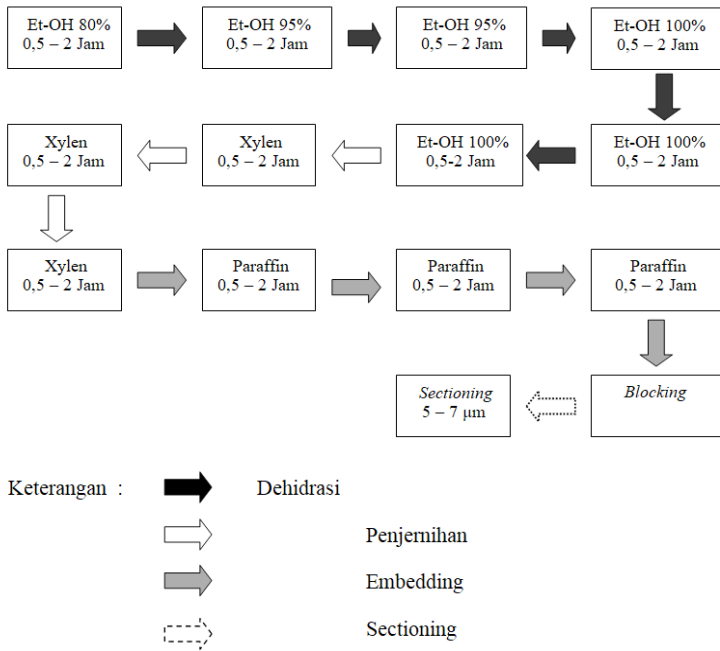 Et-OH 80%
0,5 – 2 Jam
Et-OH 95%
0,5 – 2 Jam
Et-OH 95%
0,5 – 2 Jam
Et-OH 100%
0,5 – 2 Jam
Xylen
0,5 – 2 Jam
Xylen
0,5 – 2 Jam
Et-OH 100%
0,5-2 Jam
Et-OH 100%
0,5 – 2 Jam
Xylen
0,5 – 2 Jam
Paraffin
0,5 – 2 Jam
Paraffin
0,5 – 2 Jam
Paraffin
0,5 – 2 Jam
Sectioning
5 – 7 µm
Blocking
Keterangan :
Dehidrasi
Penjernihan
Embedding
Sectioning